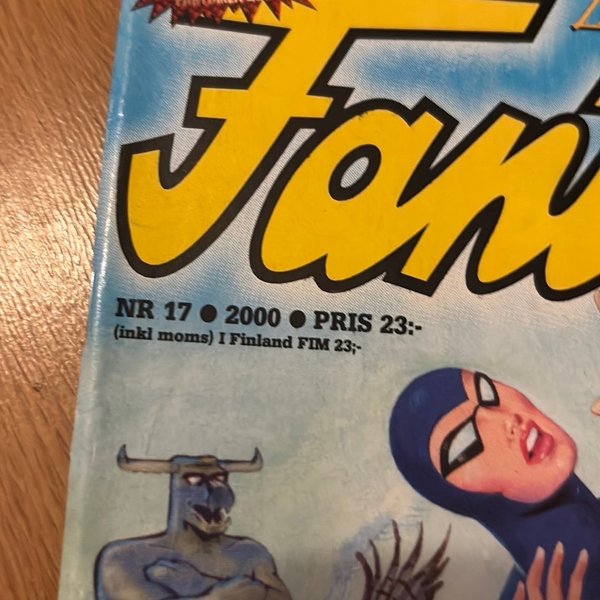 Fan
NR 17 ● 2000 ● PRIS 23:-
(inkl moms) I Finland FIM 23;-